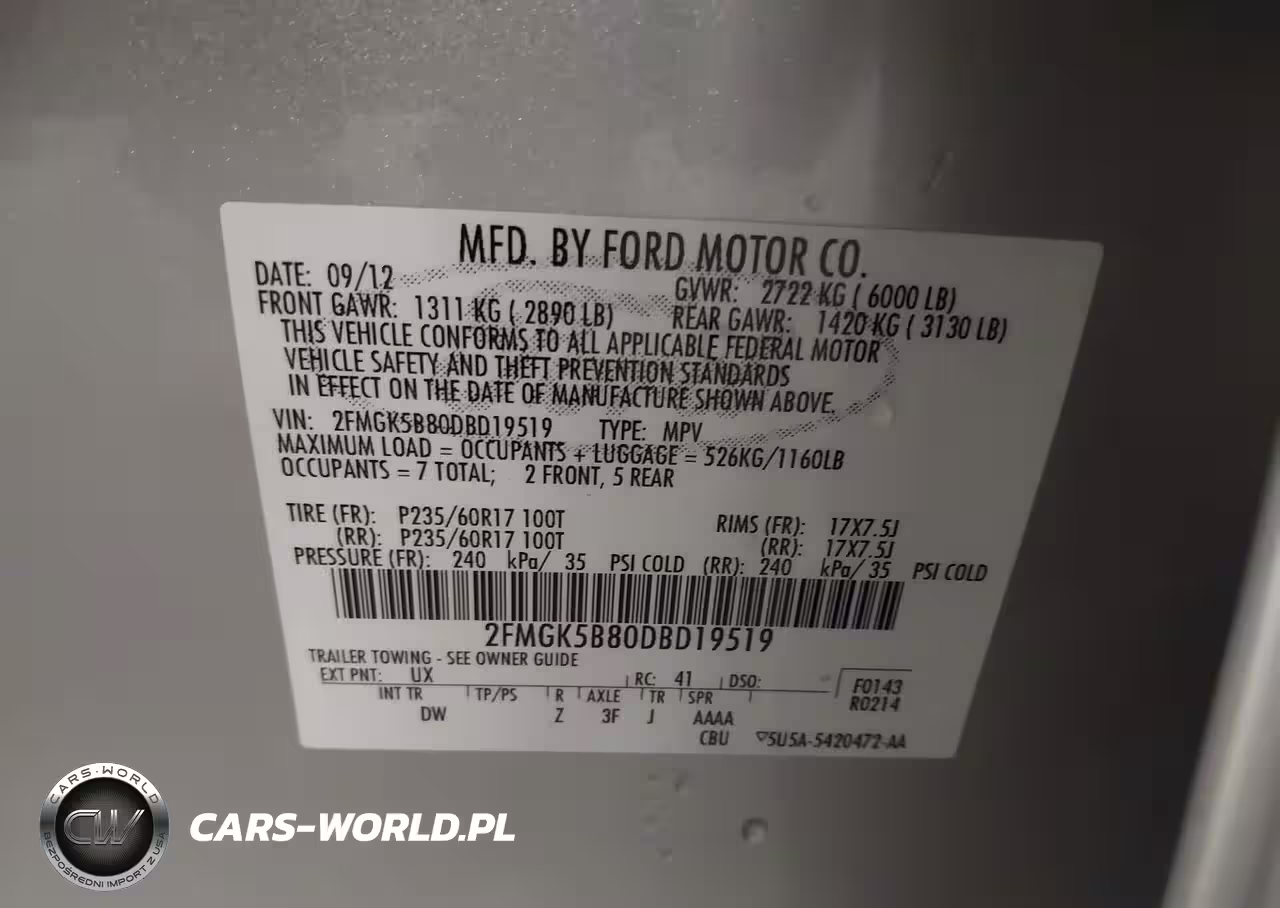 MFD. BY FORD MOTOR CO.
DATE: 09/12 GVWR: 2722 KG ( 6000 LB)
FRONT GAWR: 1311 KG ( 2890 LB) REAR GAWR: 1420 KG ( 3130 LB)
THIS VEHICLE CONFORMS TO ALL APPLICABLE FEDERAL MOTOR
VEHICLE SAFETY AND THEFT PREVENTION STANDARDS
IN EFFECT ON THE DATE OF MANUFACTURE SHOWN ABOVE.
VIN: 2FMGK5B80DBD19519 TYPE: MPV
MAXIMUM LOAD = OCCUPANTS + LUGGAGE = 526KG/1160LB
OCCUPANTS = 7 TOTAL; 2 FRONT, 5 REAR
TIRE (FR): P235/60R17 100T RIMS (FR): 17X7.5J
(RR): P235/60R17 100T (RR): 17X7.5J
PRESSURE (FR): 240 kPa/ 35 PSI COLD (RR): 240 kPa/ 35 PSI COLD
2FMGK5B80DBD19519
TRAILER TOWING - SEE OWNER GUIDE
EXT PNT: UX RC: 41 DSO: F0143
INT TR TP/PS R AXLE TR SPR R0214
DW Z 3F J AAAA
CBU 5U5A-5420472-AA
CARS-WORLD
CW
BEZPOŚREDNI IMPORT Z USA
CARS-WORLD.PL